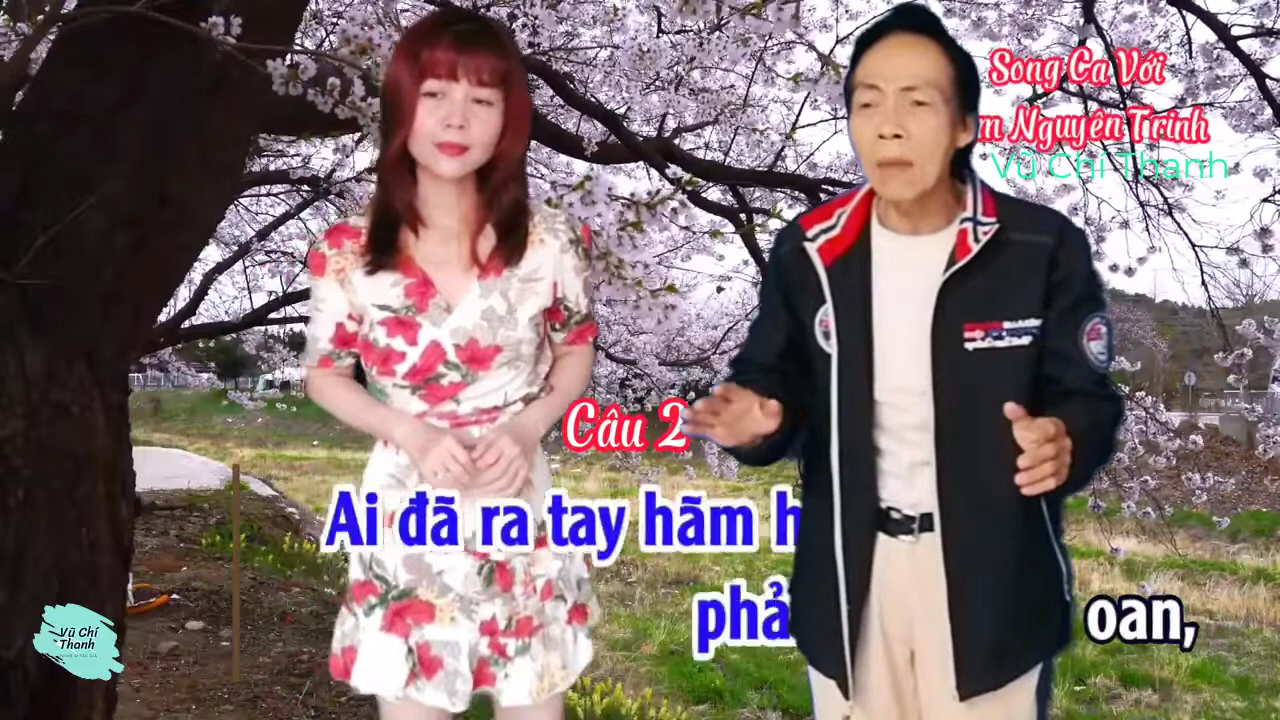 Song Ca Với
m Nguyên Trinh
Vũ Chí Thanh
Câu 2
Ai đã ra tay hãm h
phả
oan,
Vũ Chí
Thanh